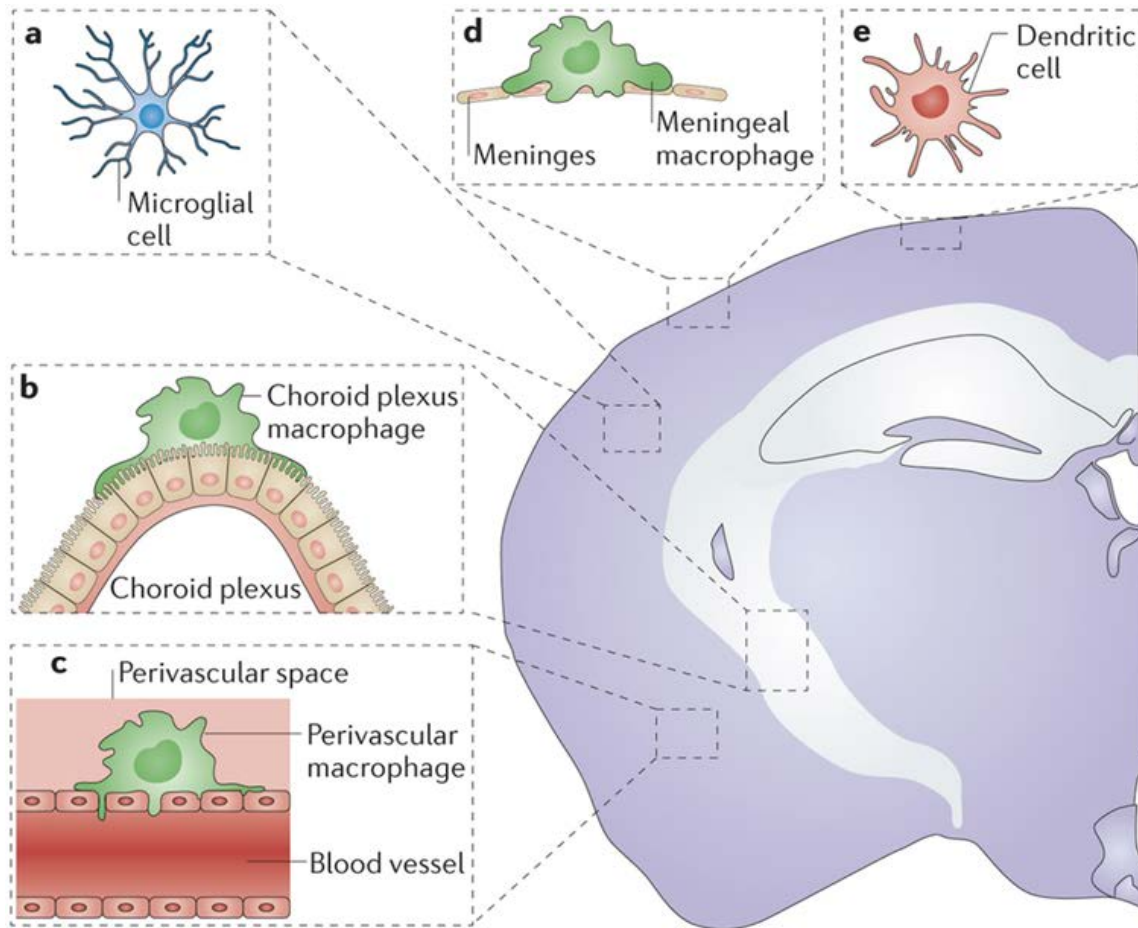 a
Microglial
cell
d
Meninges
Meningeal
macrophage
e
Dendritic
cell
b
Choroid plexus
macrophage
Choroid plexus
c
Perivascular space
Perivascular
macrophage
Blood vessel